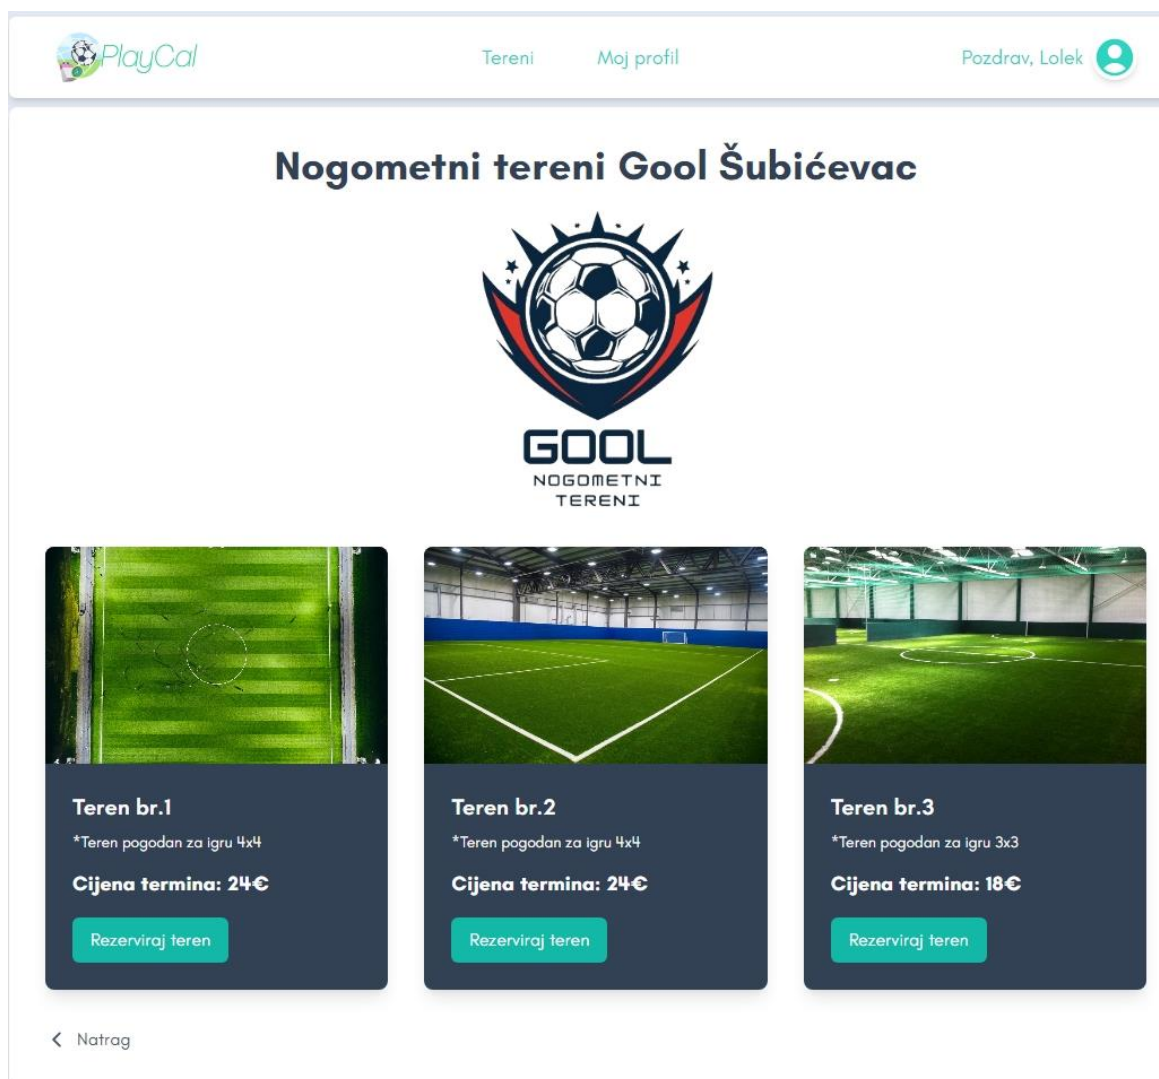 PlayCal
Tereni
Moj profil
Pozdrav, Lolek
Nogometni tereni Gool Šubićevac
GOOL
NOGOMETNI
TERENI
Teren br.1
*Teren pogodan za igru 4x4
Cijena termina: 24€
Rezerviraj teren
Teren br.2
*Teren pogodan za igru 4x4
Cijena termina: 24€
Rezerviraj teren
Teren br.3
*Teren pogodan za igru 3x3
Cijena termina: 18€
Rezerviraj teren
Natrag